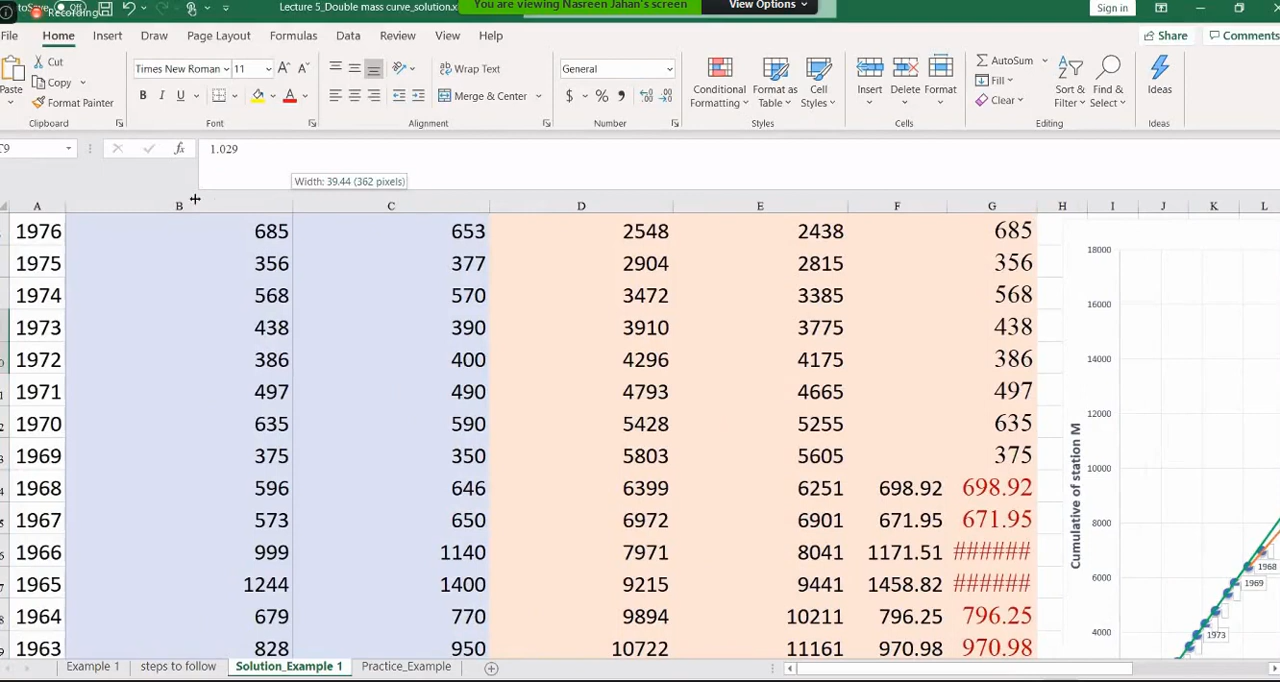 AutoSave Off Recording
Lecture 5_Double mass curve_solution.x
You are viewing Nasreen Jahan's screen
View Options
Sign in
File Home Insert Draw Page Layout Formulas Data Review View Help
Share Comments
Paste
Cut
Copy
Format Painter
Times New Roman 11
B I U
Wrap Text
Merge & Center
General
$ %
Conditional Formatting
Format as Table
Cell Styles
Insert
Delete
Format
AutoSum
Fill
Clear
Sort & Filter
Find & Select
Ideas
Clipboard Font Alignment Number Styles Cells Editing Ideas
fx 1.029
Width: 39.44 (362 pixels)
A B C D E F G H I J K L
1976 685 653 2548 2438 685
1975 356 377 2904 2815 356
1974 568 570 3472 3385 568
1973 438 390 3910 3775 438
1972 386 400 4296 4175 386
1971 497 490 4793 4665 497
1970 635 590 5428 5255 635
1969 375 350 5803 5605 375
1968 596 646 6399 6251 698.92 698.92
1967 573 650 6972 6901 671.95 671.95
1966 999 1140 7971 8041 1171.51 ######
1965 1244 1400 9215 9441 1458.82 ######
1964 679 770 9894 10211 796.25 796.25
1963 828 950 10722 11161 970.98 970.98
Cumulative of station M
18000
16000
14000
12000
10000
8000
6000
4000
1968
1969
1973
Example 1 steps to follow Solution_Example 1 Practice_Example